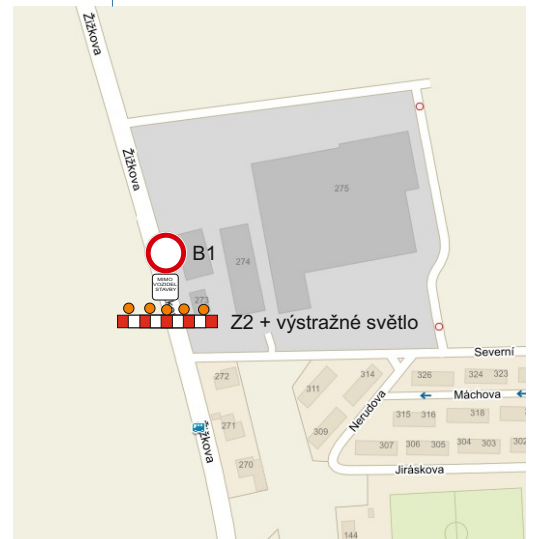 Žižkova
Žižkova
275
B1
274
MIMO
VOZIDEL
STAVBY
273
Z2 + výstražné světlo
Severní
272
311
314
326
324
323
Máchova
Nerudova
315
316
318
271
Žižkova
309
307
306
305
304
303
302
270
Jiráskova
144